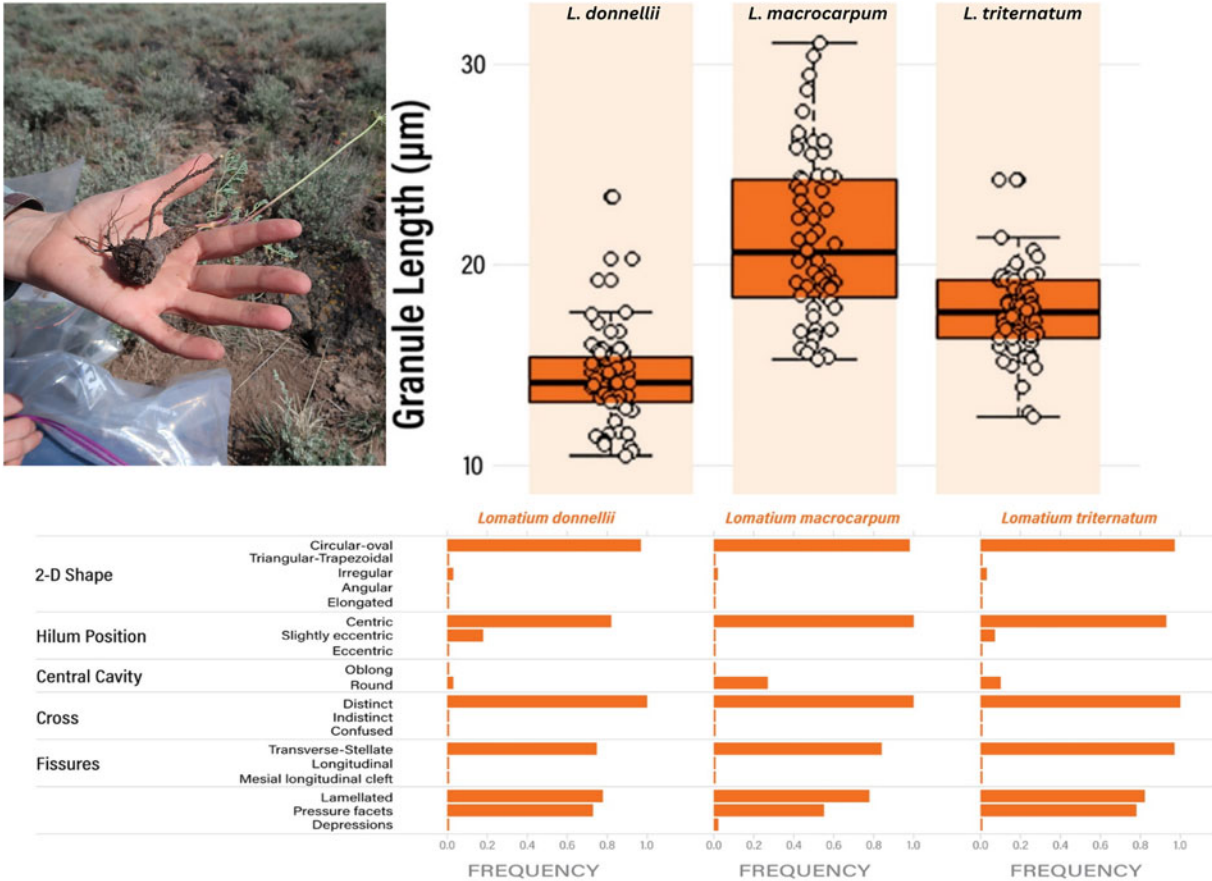 L. donnellii
L. macrocarpum
L. triternatum
Granule Length (μm)
30
20
10
Lomatium donnellii
Lomatium macrocarpum
Lomatium triternatum
2-D Shape
Circular-oval
Triangular-Trapezoidal
Irregular
Angular
Elongated
Hilum Position
Centric
Slightly eccentric
Eccentric
Central Cavity
Oblong
Round
Cross
Distinct
Indistinct
Confused
Fissures
Transverse-Stellate
Longitudinal
Mesial longitudinal cleft
Lamellated
Pressure facets
Depressions
0.0 0.2 0.4 0.6 0.8 1.0
0.0 0.2 0.4 0.6 0.8 1.0
0.0 0.2 0.4 0.6 0.8 1.0
FREQUENCY
FREQUENCY
FREQUENCY